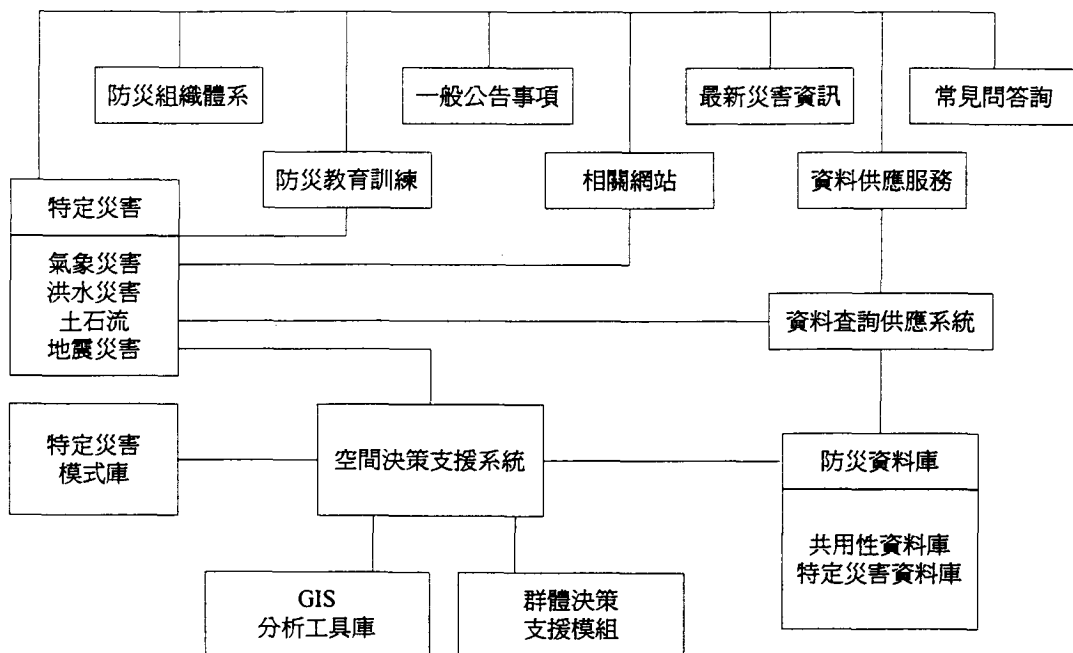 防災組織體系
一般公告事項
最新災害資訊
常見問答詢
防災教育訓練
相關網站
資料供應服務
特定災害
氣象災害
洪水災害
土石流
地震災害
資料查詢供應系統
特定災害
模式庫
空間決策支援系統
防災資料庫
共用性資料庫
特定災害資料庫
GIS
分析工具庫
群體決策
支援模組